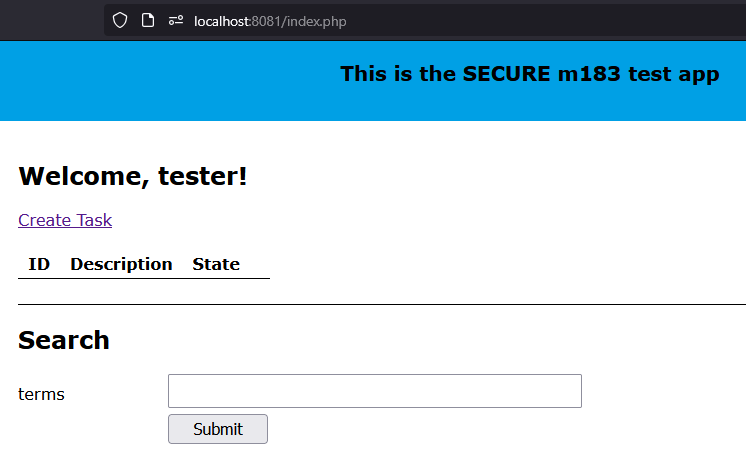 localhost:8081/index.php
This is the SECURE m183 test app
Welcome, tester!
Create Task
ID Description State
Search
terms
Submit